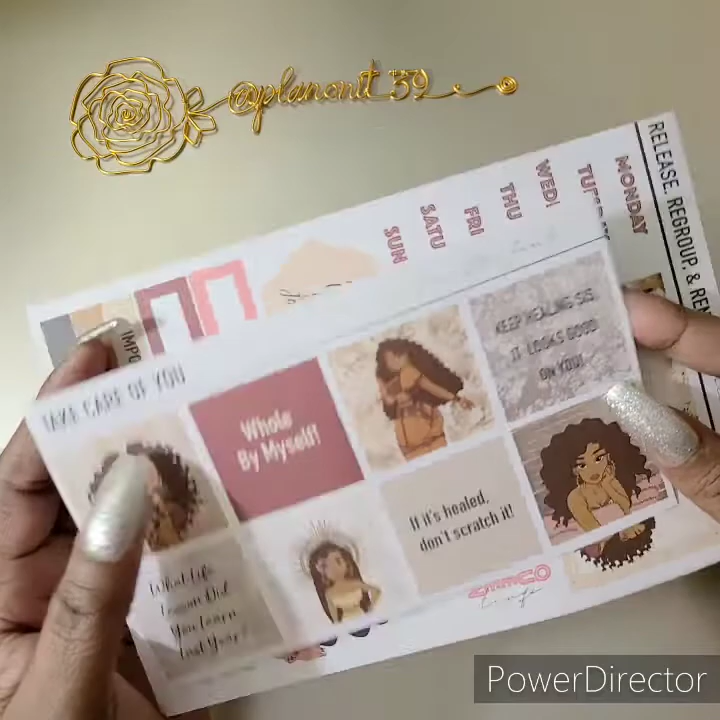 @planonit 39
RELEASE, REGROUP, & REN
MONDAY
WED
THU
FRI
SATU
SUN
IMPO
TAKE CARE OF YOU
Whole
By Myself!
KEEP HEALING SIS,
IT LOOKS GOOD
ON YOU!
If it's healed,
don't scratch it!
What Life
Lesson Did
You Learn
Last Year?
PowerDirector